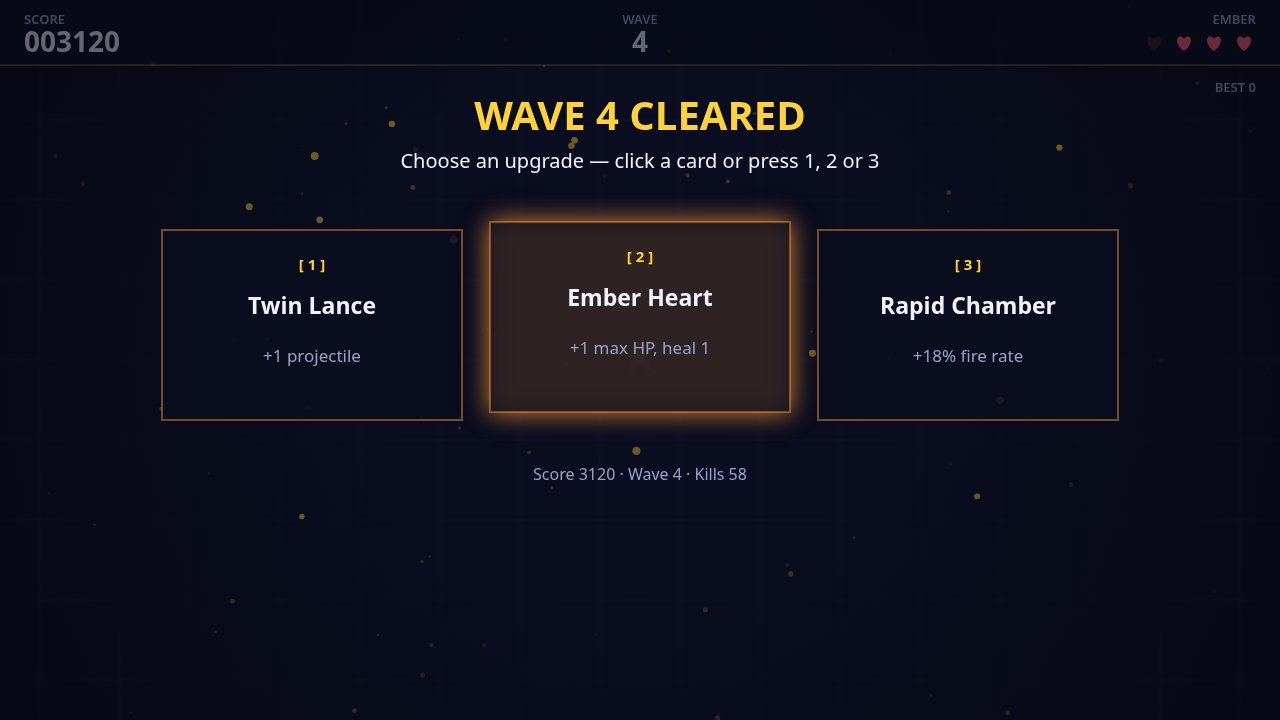 SCORE
003120
WAVE
4
EMBER
BEST 0
WAVE 4 CLEARED
Choose an upgrade — click a card or press 1, 2 or 3
[ 1 ]
Twin Lance
+1 projectile
[ 2 ]
Ember Heart
+1 max HP, heal 1
[ 3 ]
Rapid Chamber
+18% fire rate
Score 3120 · Wave 4 · Kills 58